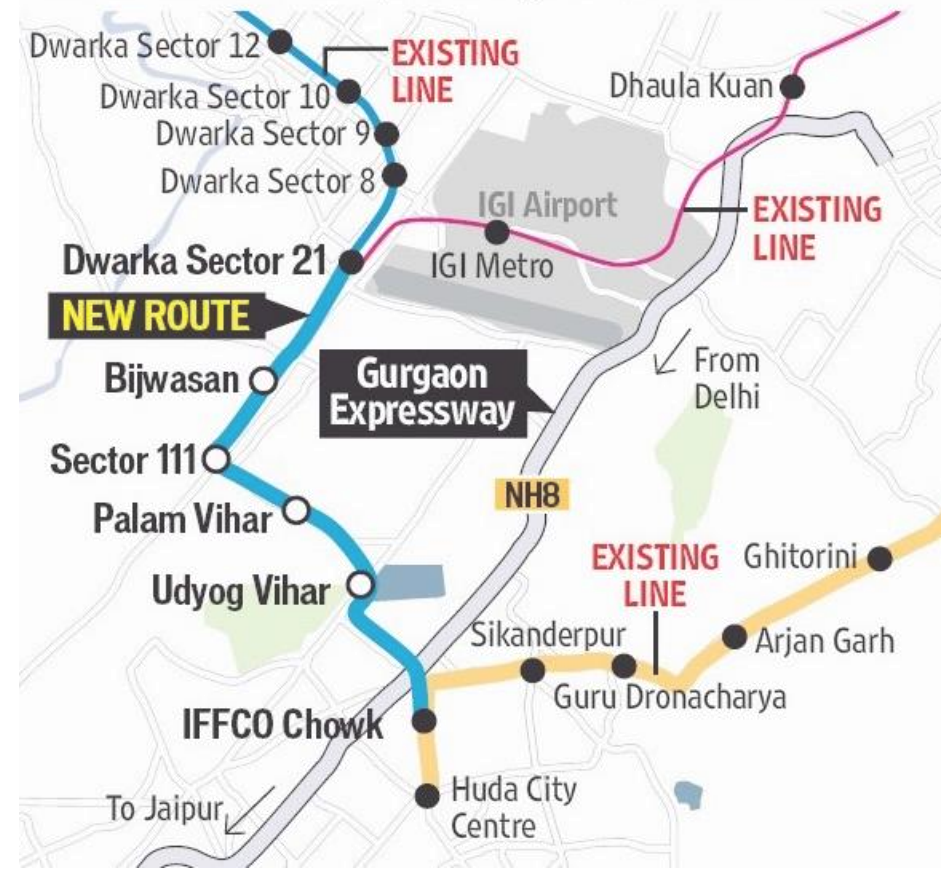 Dwarka Sector 12
EXISTING
LINE
Dwarka Sector 10
Dhaula Kuan
Dwarka Sector 9
Dwarka Sector 8
IGI Airport
EXISTING
LINE
Dwarka Sector 21
IGI Metro
NEW ROUTE
From
Delhi
Bijwasan
Gurgaon
Expressway
Sector 111
NH8
Palam Vihar
EXISTING
LINE
Ghitorini
Udyog Vihar
Sikanderpur
Arjan Garh
Guru Dronacharya
IFFCO Chowk
To Jaipur
Huda City
Centre